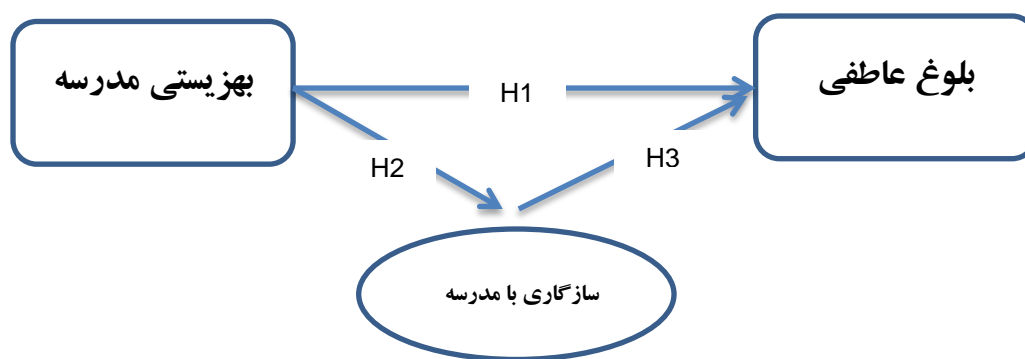 بهزیستی مدرسه
بلوغ عاطفی
H1
H2
H3
سازگاری با مدرسه